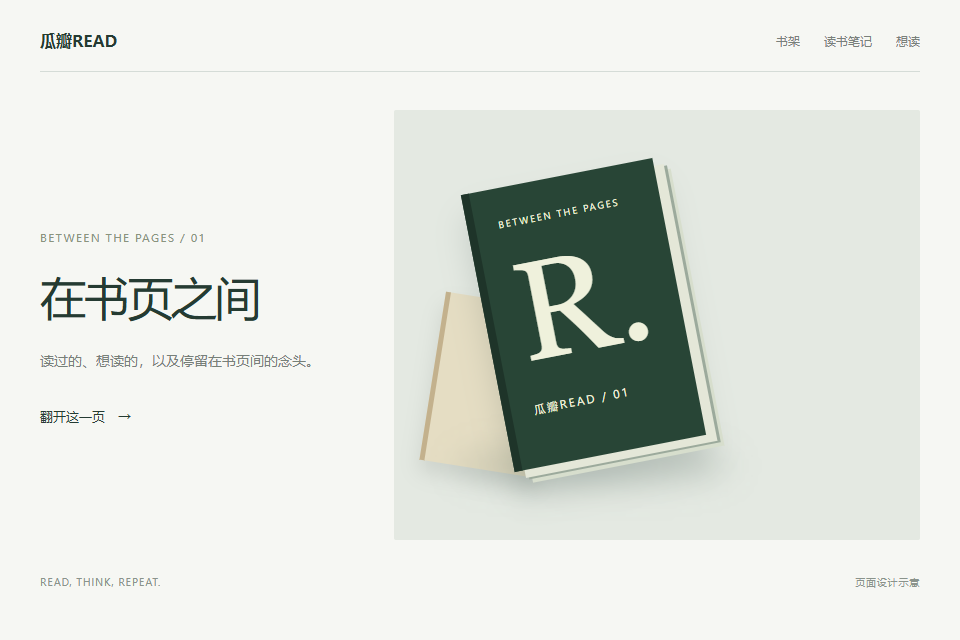 瓜瓣READ
书架
读书笔记
想读
BETWEEN THE PAGES / 01
在书页之间
读过的、想读的，以及停留在书页间的念头。
翻开这一页 →
BETWEEN THE PAGES
R.
瓜瓣READ / 01
READ, THINK, REPEAT.
页面设计示意